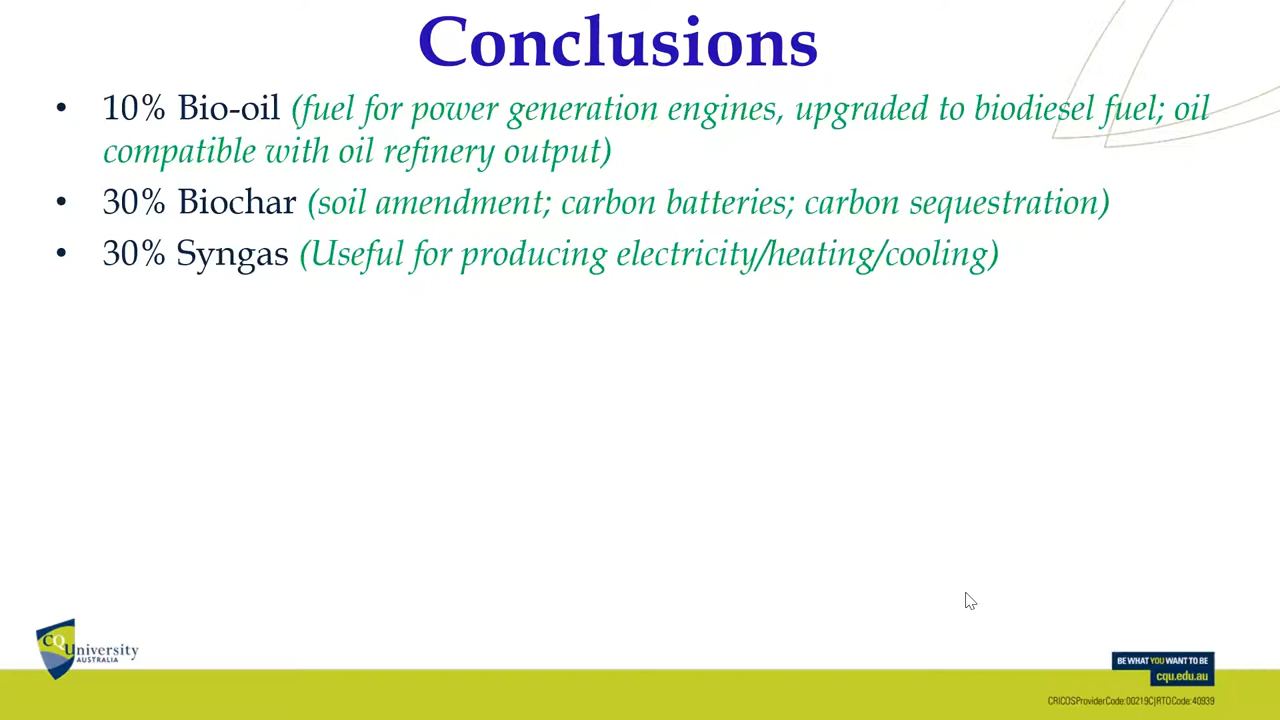 Conclusions
• 10% Bio-oil (fuel for power generation engines, upgraded to biodiesel fuel; oil
compatible with oil refinery output)
• 30% Biochar (soil amendment; carbon batteries; carbon sequestration)
• 30% Syngas (Useful for producing electricity/heating/cooling)
CQUniversity
AUSTRALIA
BE WHAT YOU WANT TO BE
cqu.edu.au
CRICOS Provider Code: 00219C | RTO Code: 40939